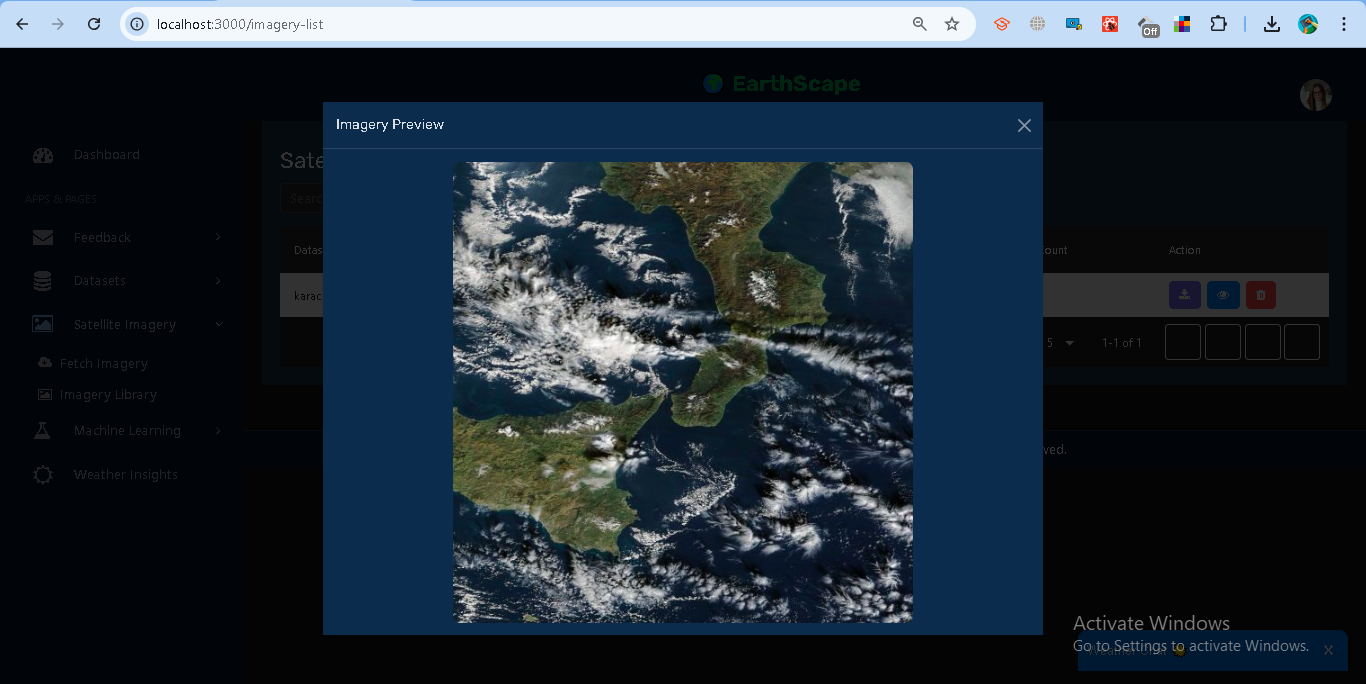 localhost:3000/imagery-list
Off
EarthScape
Imagery Preview
Dashboard
APPS & PAGES
Feedback
Datasets
Satellite Imagery
Fetch Imagery
Imagery Library
Machine Learning
Weather Insights
Sate
Searc
Datas
ount
Action
karac
5
1-1 of 1
ved.
Activate Windows
Go to Settings to activate Windows.